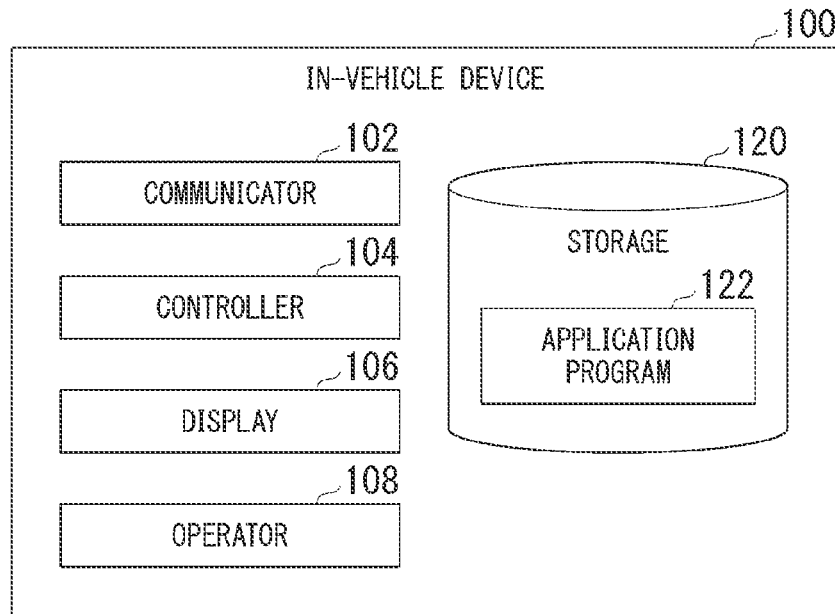 100
IN-VEHICLE DEVICE
102
COMMUNICATOR
104
CONTROLLER
106
DISPLAY
108
OPERATOR
120
STORAGE
122
APPLICATION
PROGRAM